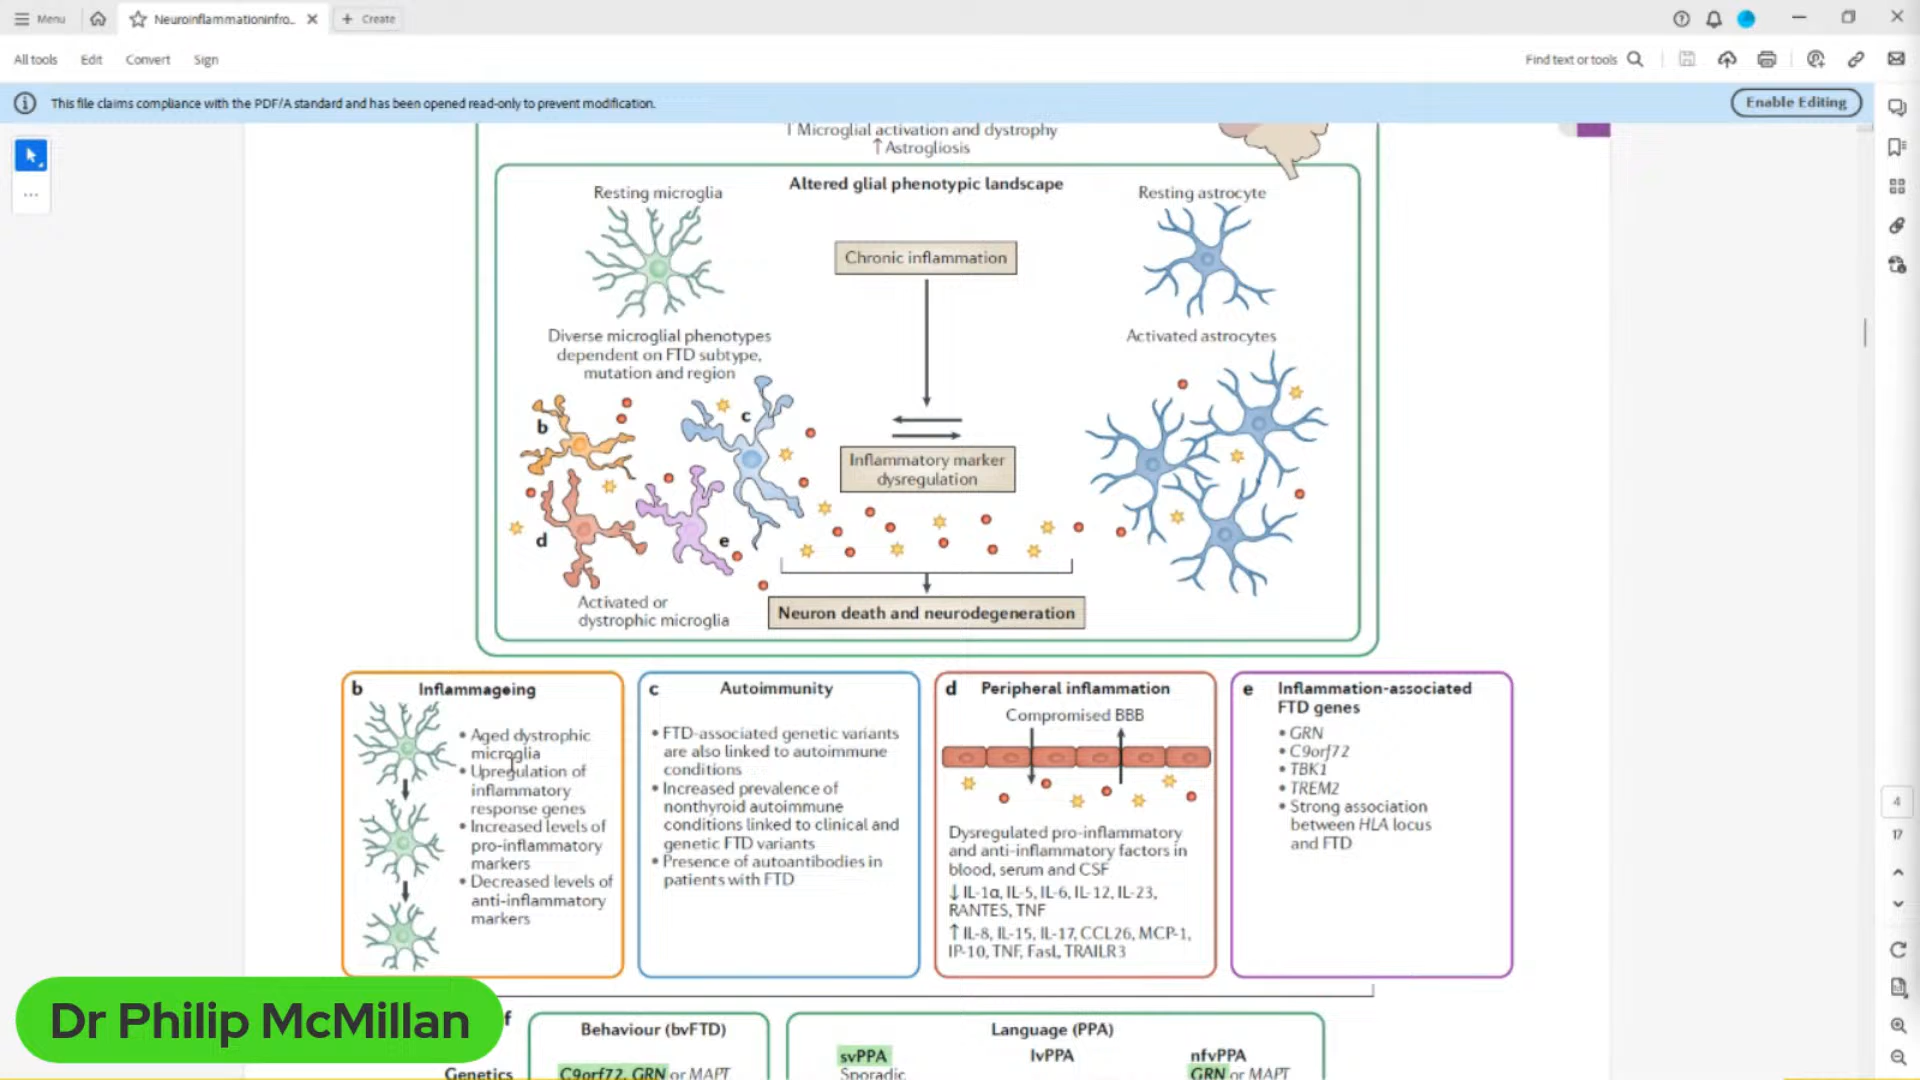 Menu
Neuroinflammationinfro...
Create
All tools
Edit
Convert
Sign
Find text or tools
This file claims compliance with the PDF/A standard and has been opened read-only to prevent modification.
Enable Editing
↑Microglial activation and dystrophy
↑Astrogliosis
Altered glial phenotypic landscape
Resting microglia
Resting astrocyte
Chronic inflammation
Diverse microglial phenotypes
dependent on FTD subtype,
mutation and region
Activated astrocytes
b
c
Inflammatory marker
dysregulation
d
e
Activated or
dystrophic microglia
Neuron death and neurodegeneration
b Inflammageing
• Aged dystrophic
microglia
• Upregulation of
inflammatory
response genes
• Increased levels of
pro-inflammatory
markers
• Decreased levels of
anti-inflammatory
markers
c Autoimmunity
• FTD-associated genetic variants
are also linked to autoimmune
conditions
• Increased prevalence of
nonthyroid autoimmune
conditions linked to clinical and
genetic FTD variants
• Presence of autoantibodies in
patients with FTD
d Peripheral inflammation
Compromised BBB
Dysregulated pro-inflammatory
and anti-inflammatory factors in
blood, serum and CSF
↓IL-1α, IL-5, IL-6, IL-12, IL-23,
RANTES, TNF
↑IL-8, IL-15, IL-17, CCL26, MCP-1,
IP-10, TNF, FasL, TRAILR3
e Inflammation-associated
FTD genes
• GRN
• C9orf72
• TBK1
• TREM2
• Strong association
between HLA locus
and FTD
4
17
Dr Philip McMillan
f
Behaviour (bvFTD)
Language (PPA)
svPPA
lvPPA
nfvPPA
Genetics
C9orf72, GRN or MAPT
Sporadic
GRN or MAPT